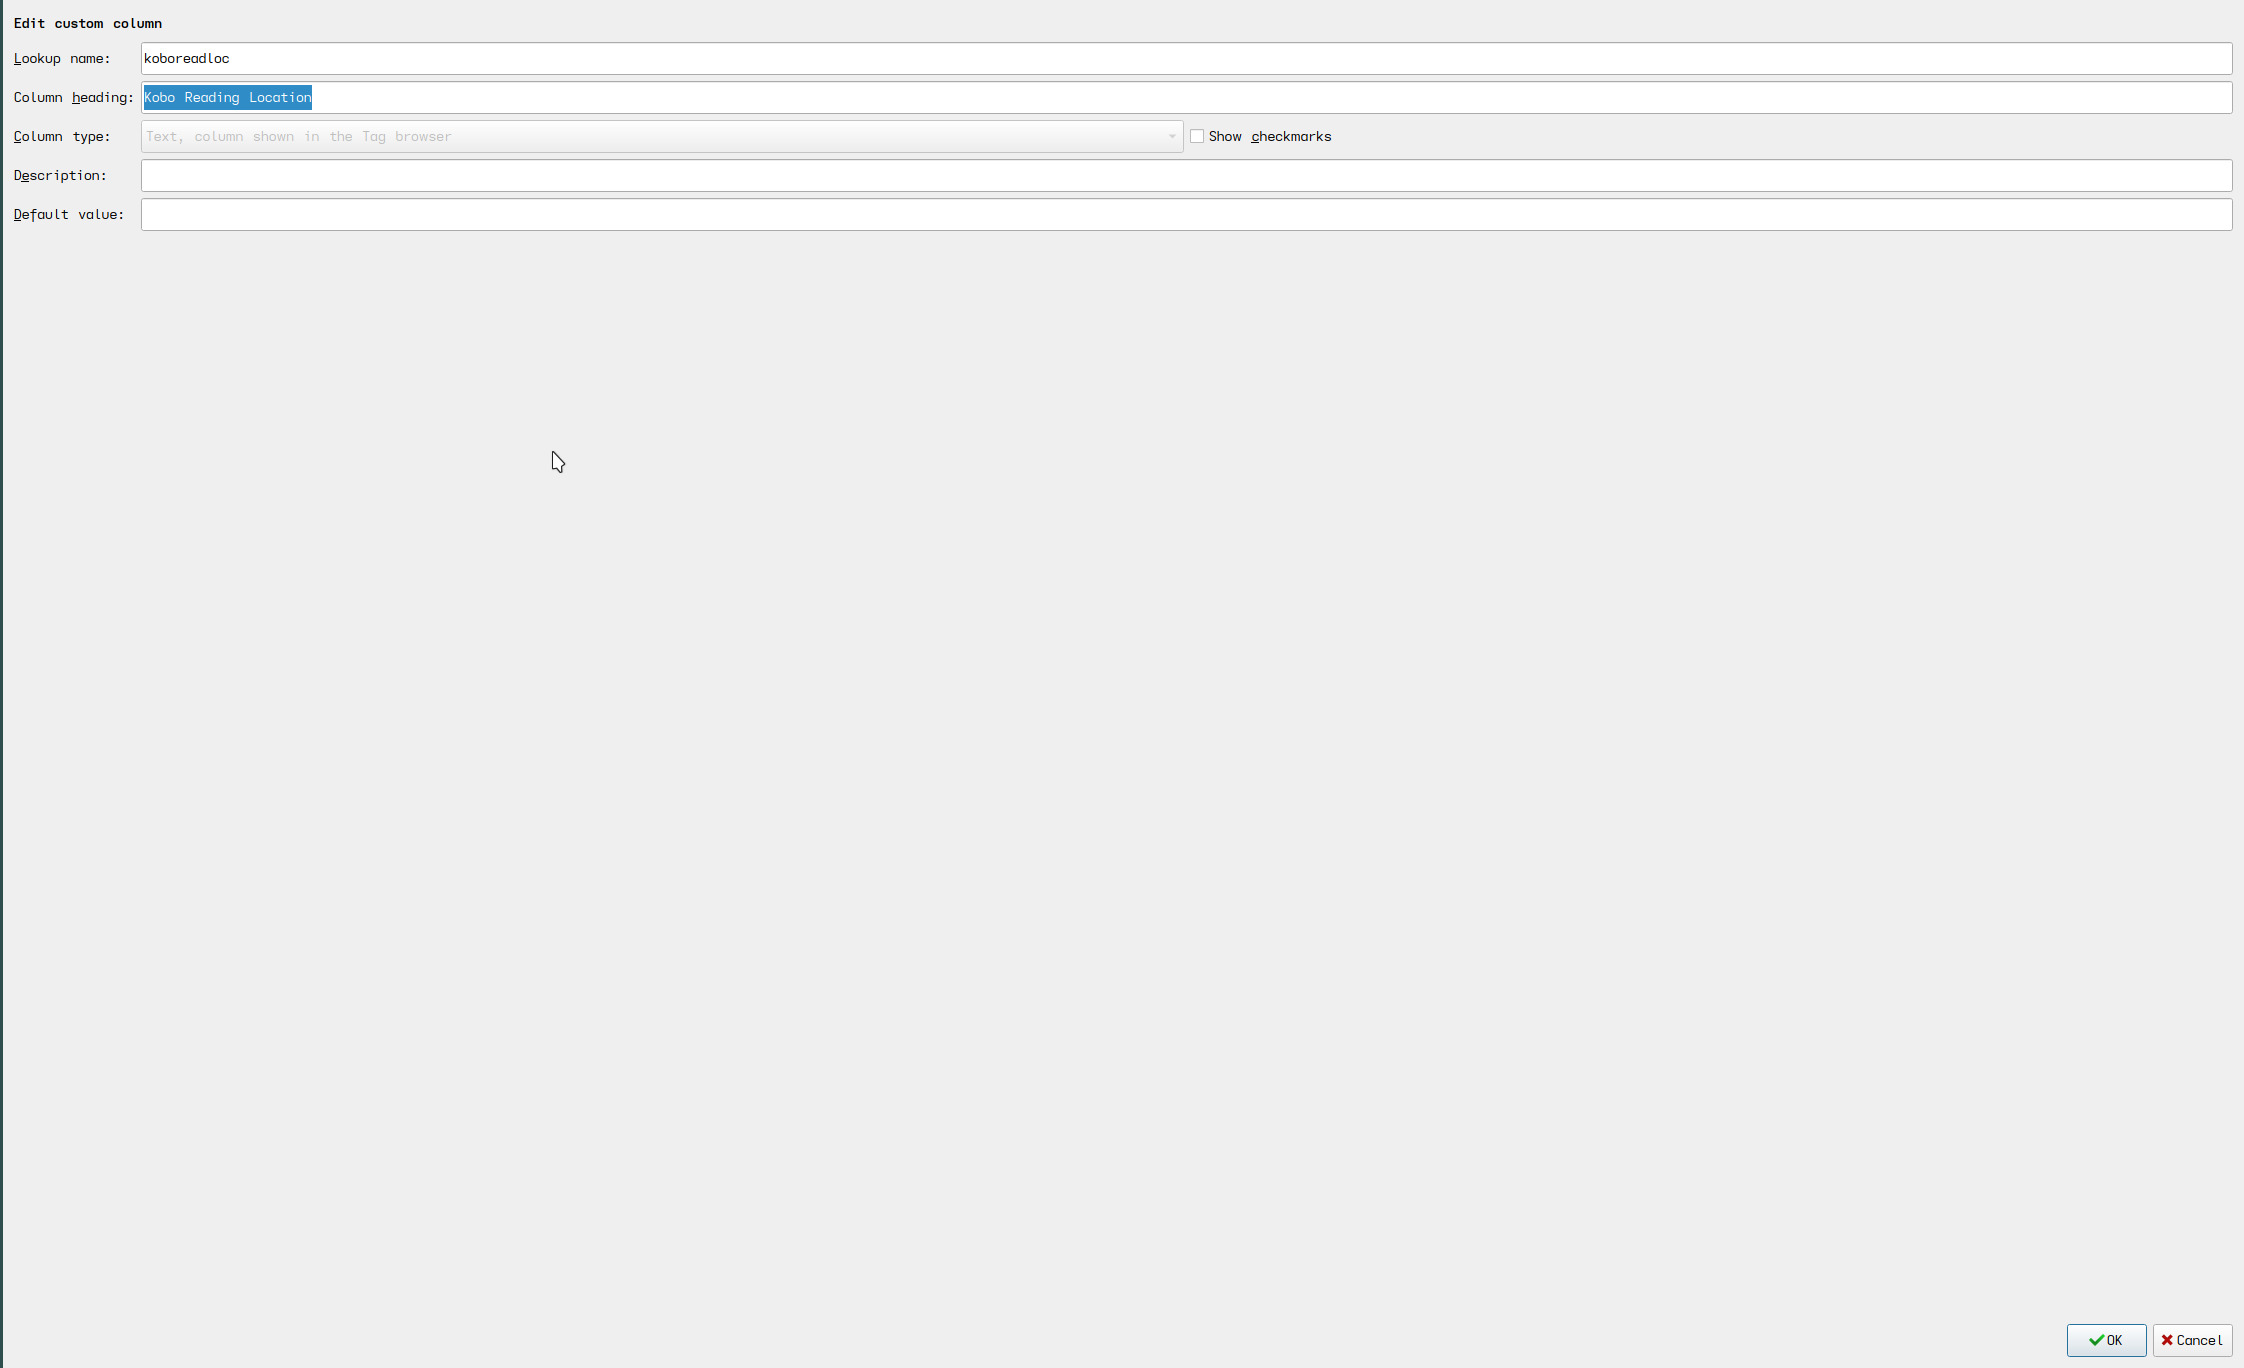 Edit custom column
Lookup name: koboreadloc
Column heading: Kobo Reading Location
Column type: Text, column shown in the Tag browser Show checkmarks
Description:
Default value:
OK Cancel